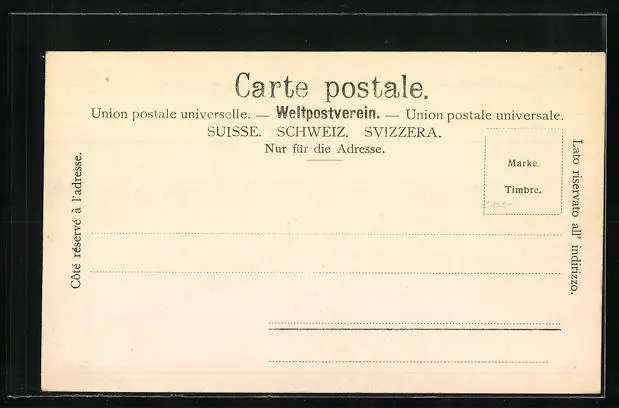 Carte postale.
Union postale universelle. — Weltpostverein. — Union postale universale.
SUISSE. SCHWEIZ. SVIZZERA.
Nur für die Adresse.
Côté réservé à l'adresse.
Marke.
Timbre.
Lato riservato all' indirizzo.